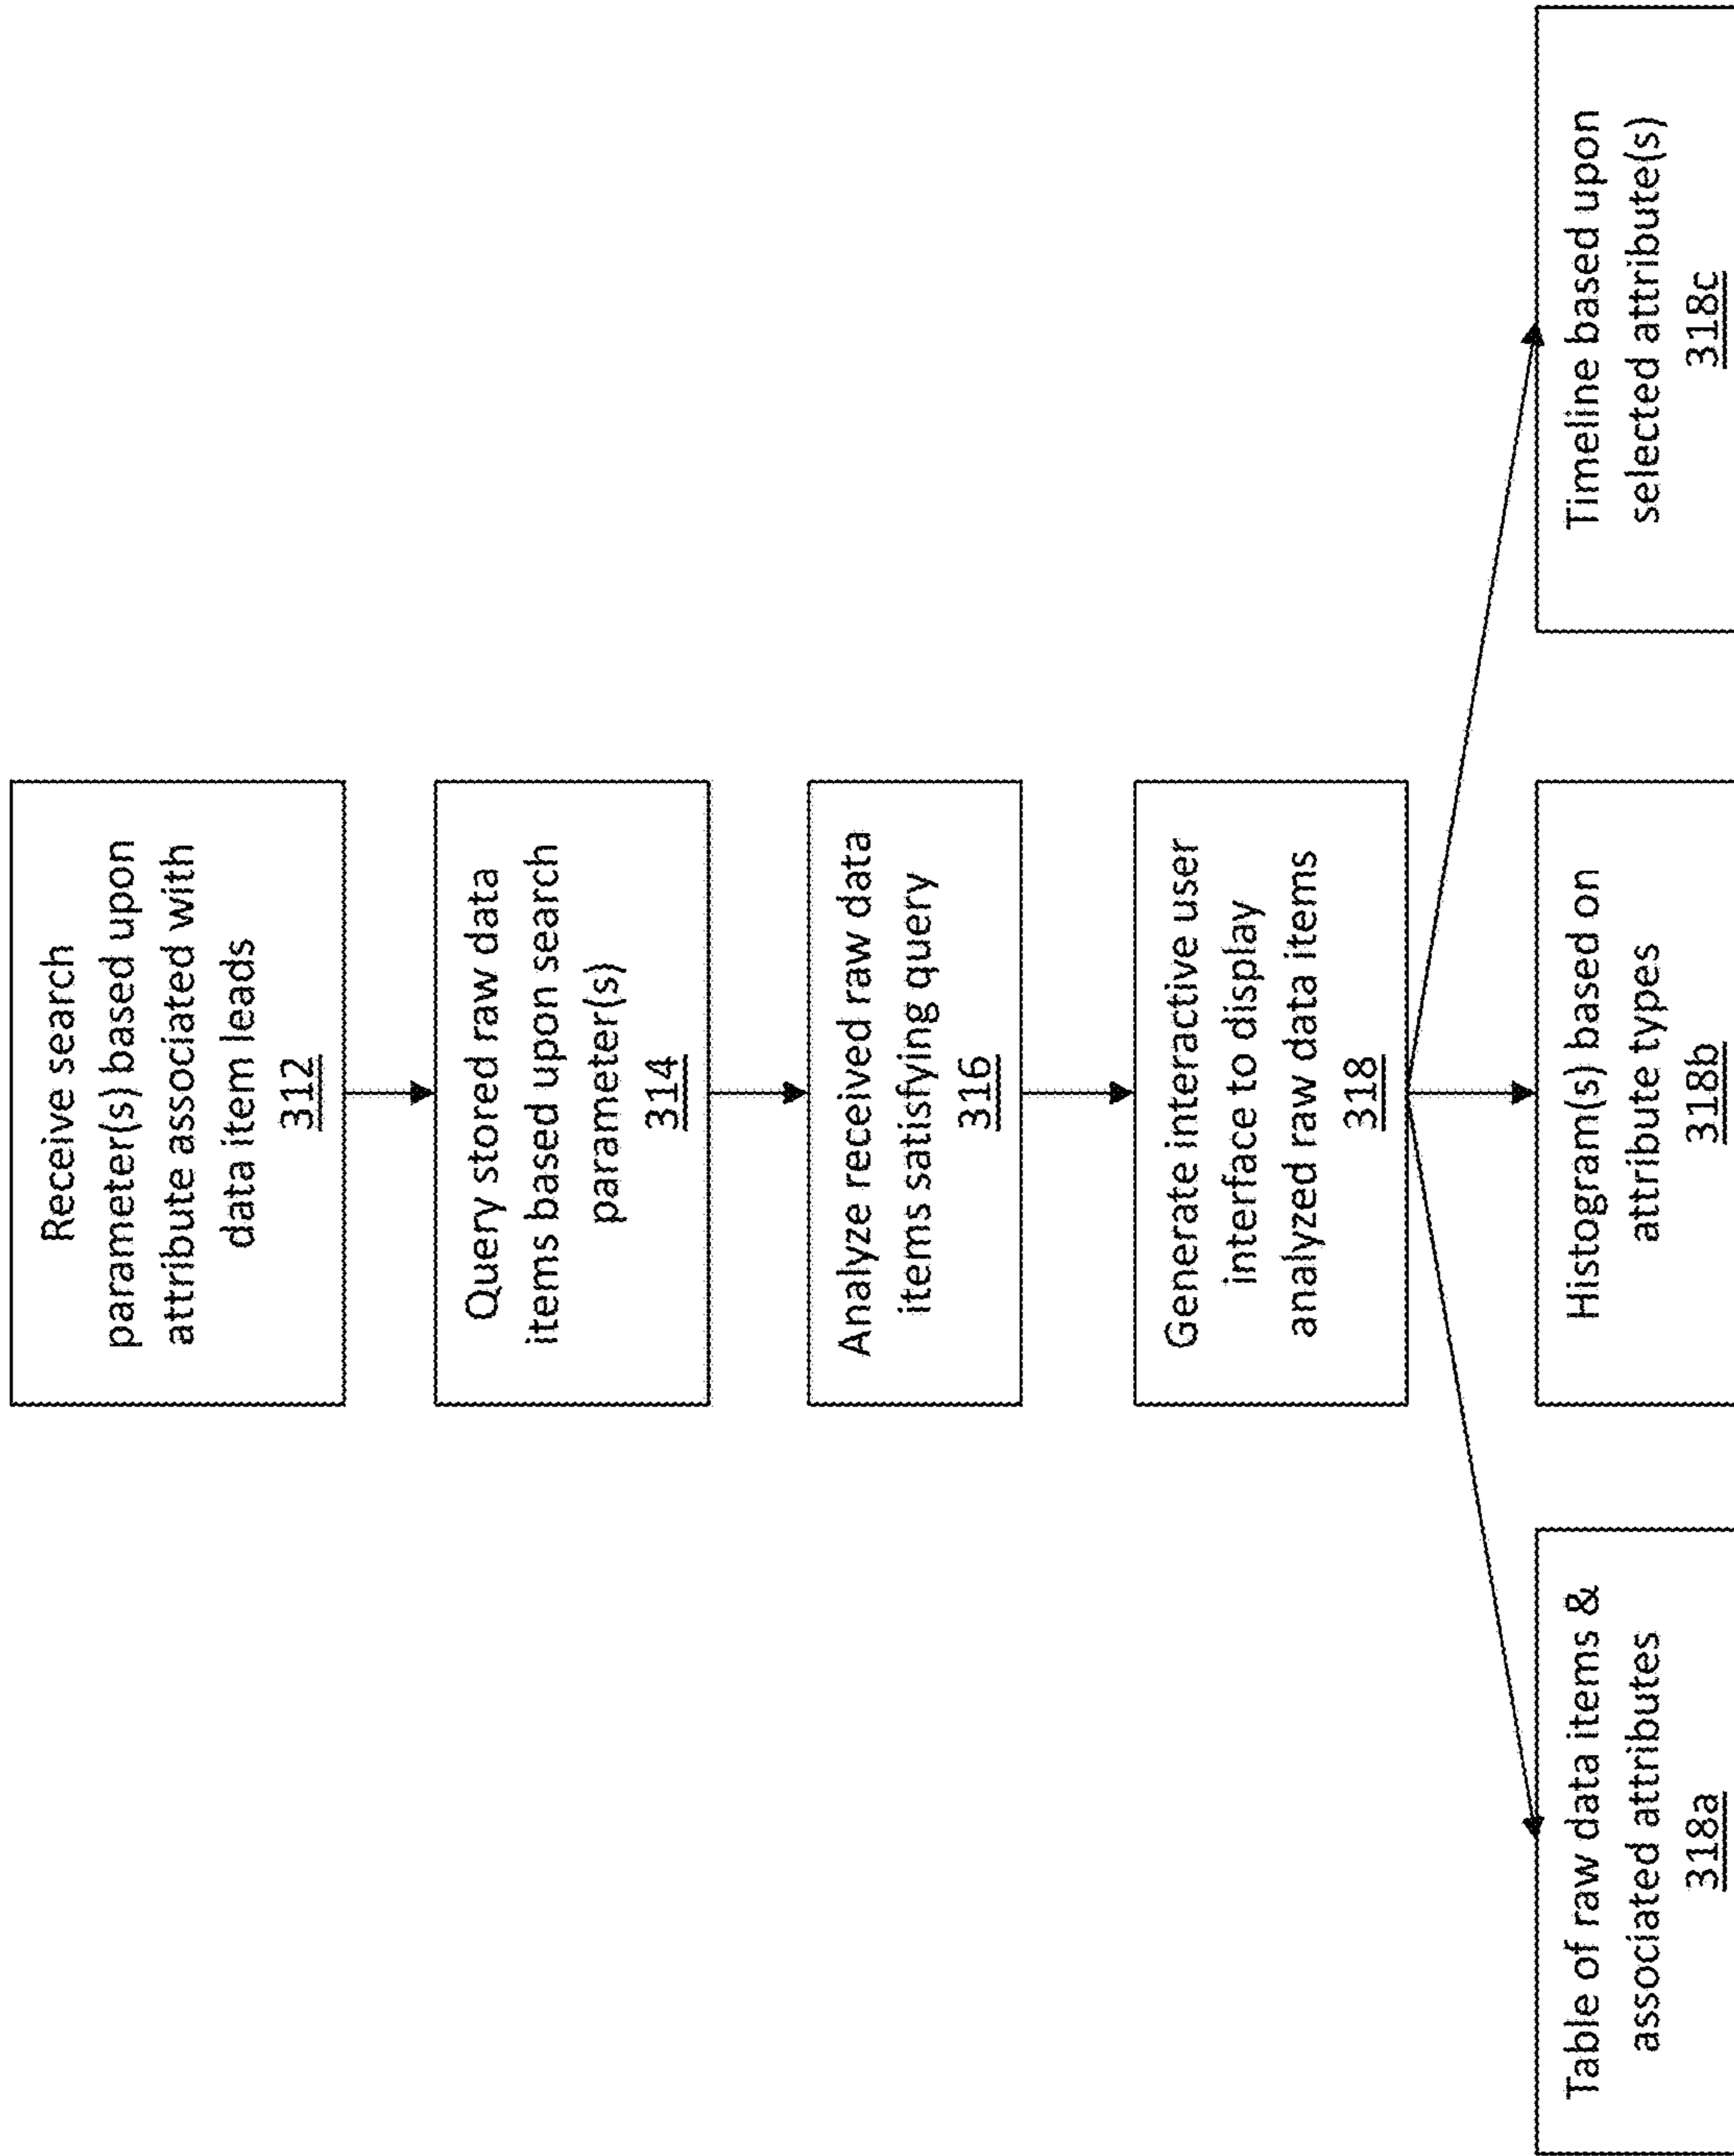 Receive search
parameter(s) based upon
attribute associated with
data item leads
312
Query stored raw data
items based upon search
parameter(s)
314
Analyze received raw data
items satisfying query
316
Generate interactive user
interface to display
analyzed raw data items
318
Table of raw data items &
associated attributes
318a
Histogram(s) based on
attribute types
318b
Timeline based upon
selected attribute(s)
318c